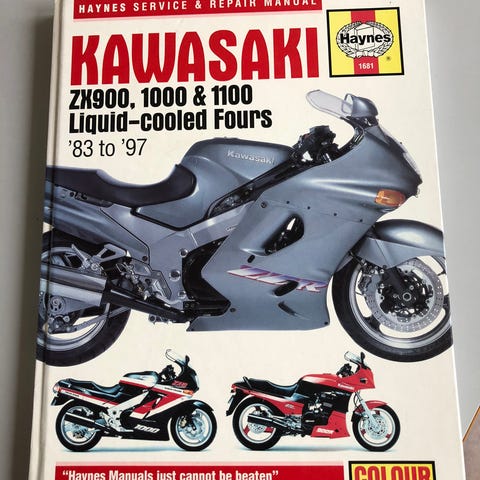 HAYNES SERVICE & REPAIR MANUAL
KAWASAKI
ZX900, 1000 & 1100
Liquid-cooled Fours
'83 to '97
Haynes
1681
®
Kawasaki
ZZ-R
"Haynes Manuals just cannot be beaten"
COLOUR